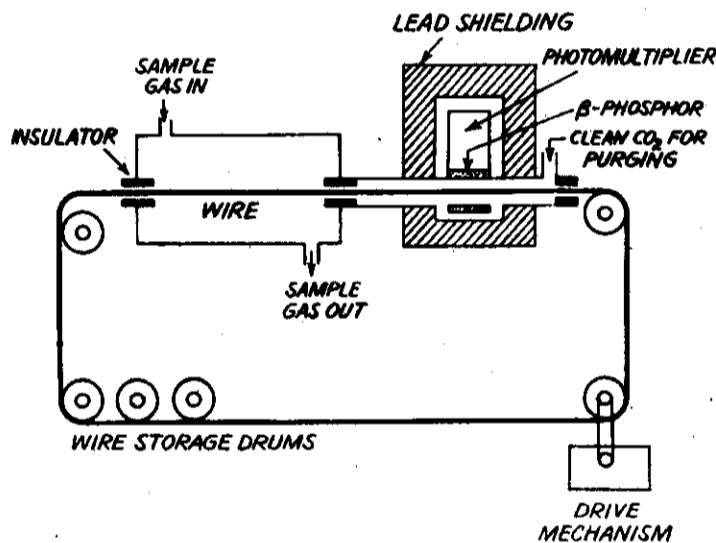 LEAD SHIELDING
PHOTOMULTIPLIER
SAMPLE
GAS IN
β-PHOSPHOR
INSULATOR
CLEAN CO₂ FOR
PURGING
WIRE
SAMPLE
GAS OUT
WIRE STORAGE DRUMS
DRIVE
MECHANISM